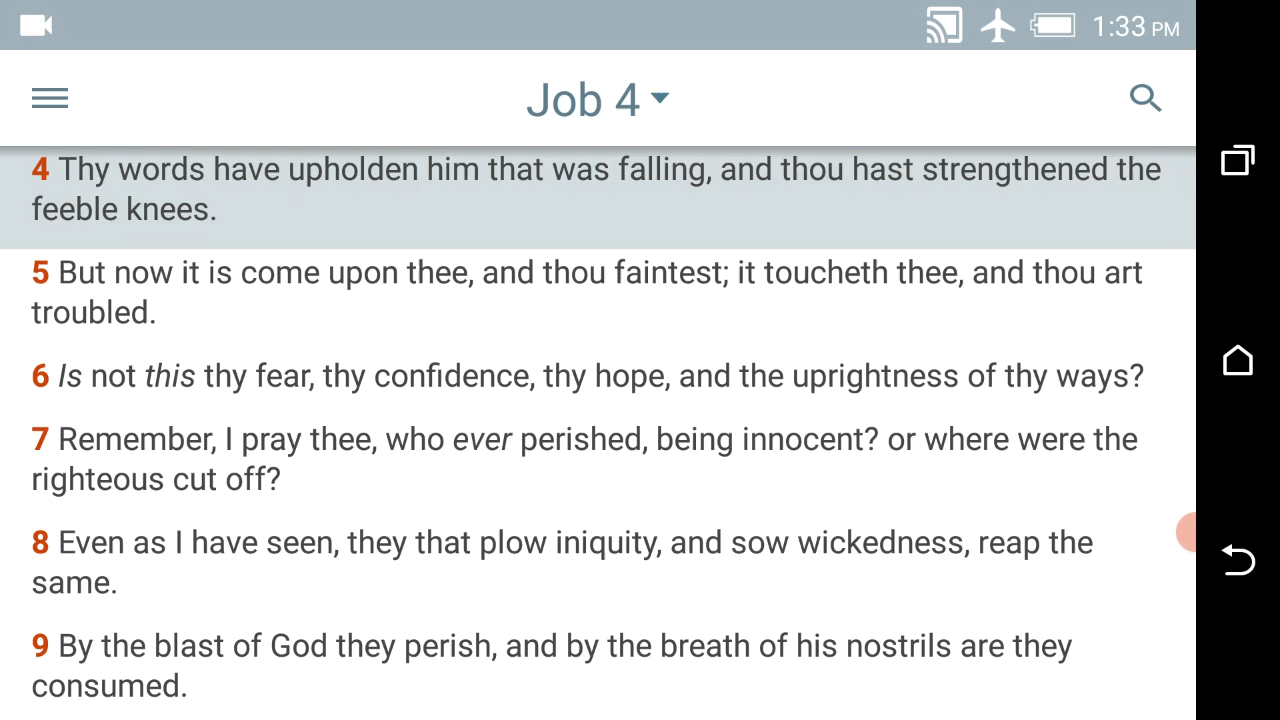 1:33 PM
Job 4
4 Thy words have upholden him that was falling, and thou hast strengthened the
feeble knees.
5 But now it is come upon thee, and thou faintest; it toucheth thee, and thou art
troubled.
6 Is not this thy fear, thy confidence, thy hope, and the uprightness of thy ways?
7 Remember, I pray thee, who ever perished, being innocent? or where were the
righteous cut off?
8 Even as I have seen, they that plow iniquity, and sow wickedness, reap the
same.
9 By the blast of God they perish, and by the breath of his nostrils are they
consumed.